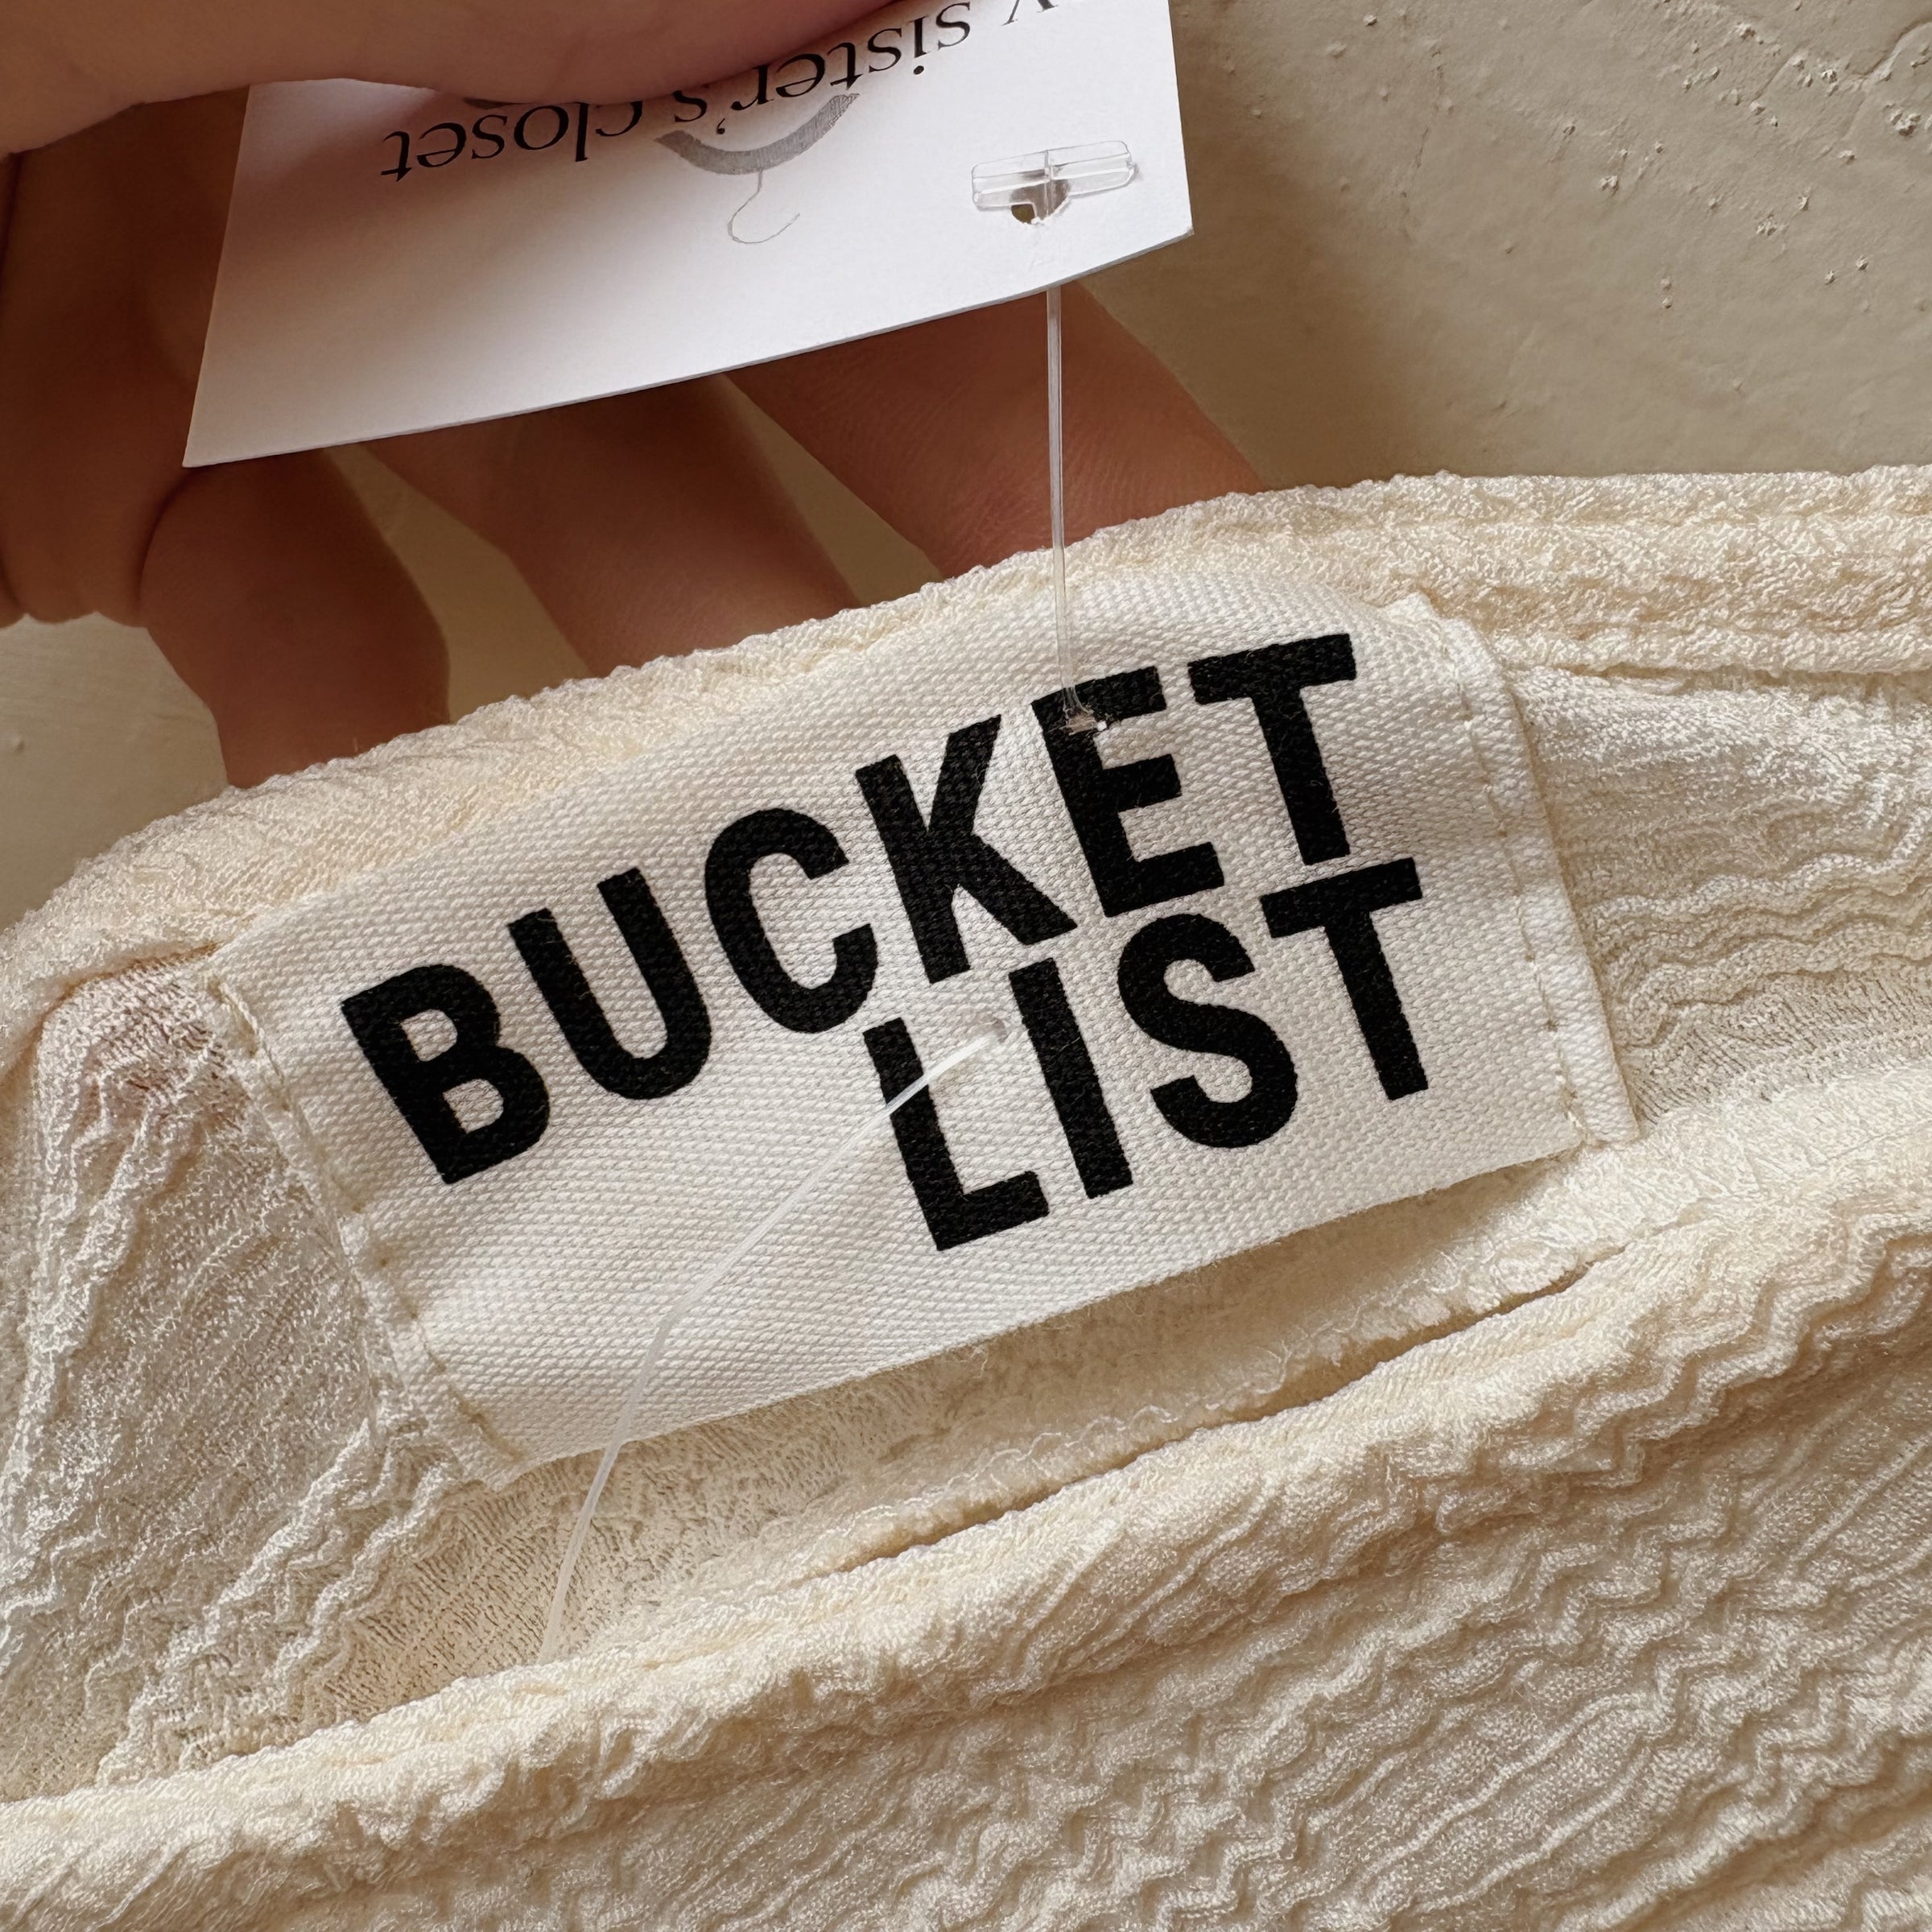 y sister's closet
BUCKET
LIST